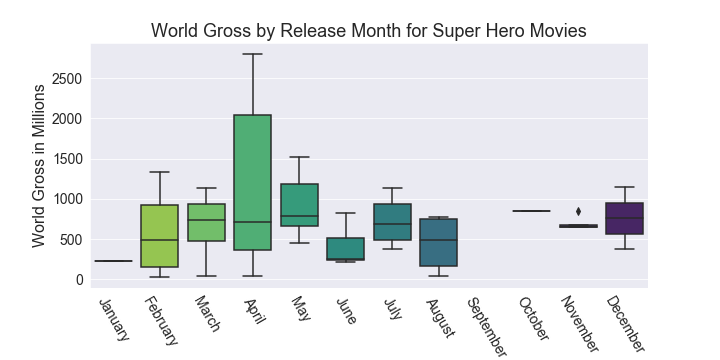 World Gross by Release Month for Super Hero Movies
World Gross in Millions
2500
2000
1500
1000
500
0
January
February
March
April
May
June
July
August
September
October
November
December